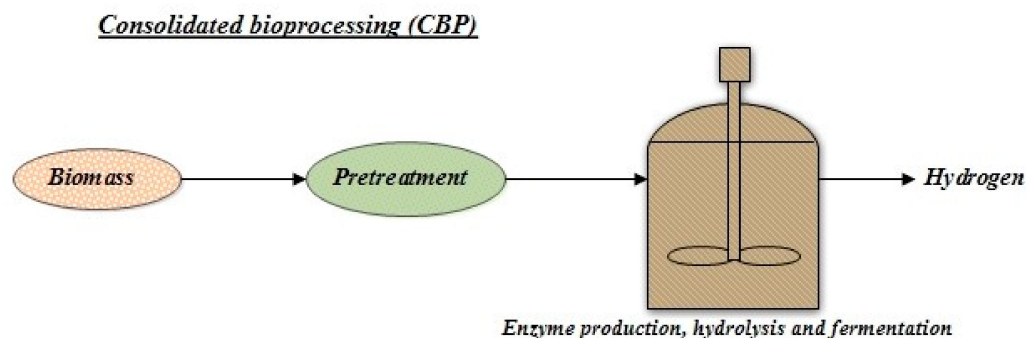 Consolidated bioprocessing (CBP)
Biomass
Pretreatment
Hydrogen
Enzyme production, hydrolysis and fermentation